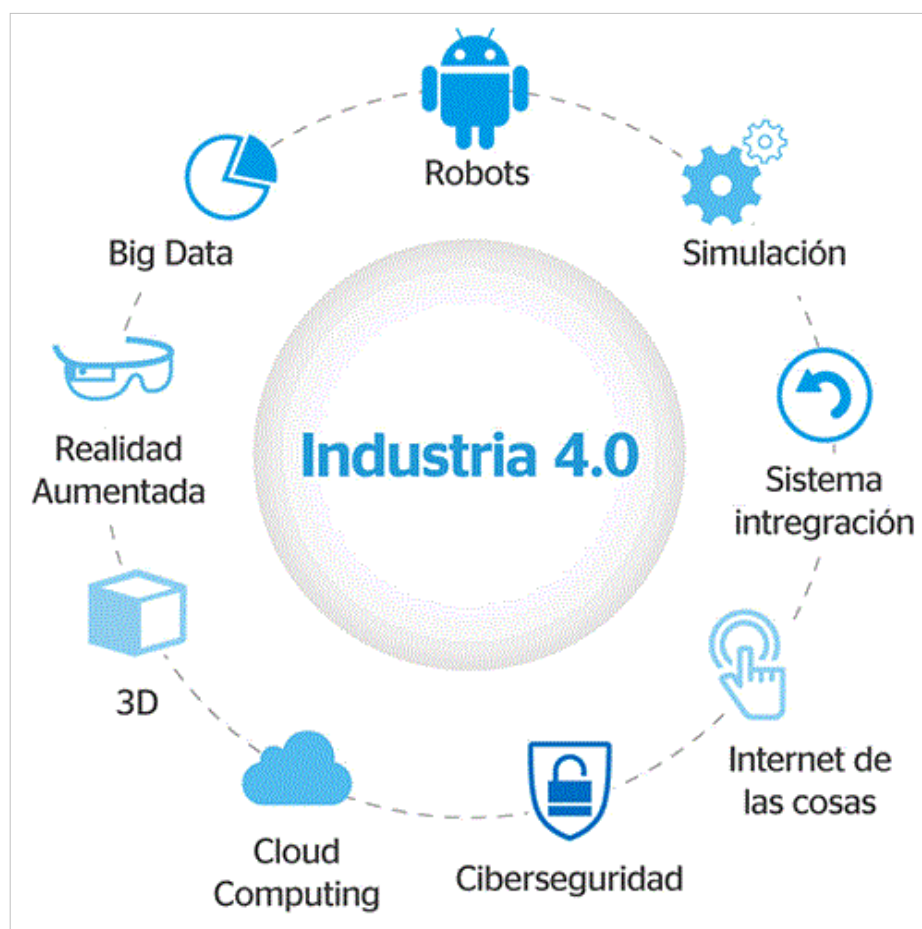 Robots
Big Data
Simulación
Realidad
Aumentada
Industria 4.0
Sistema
intregración
3D
Internet de
las cosas
Cloud
Computing
Ciberseguridad